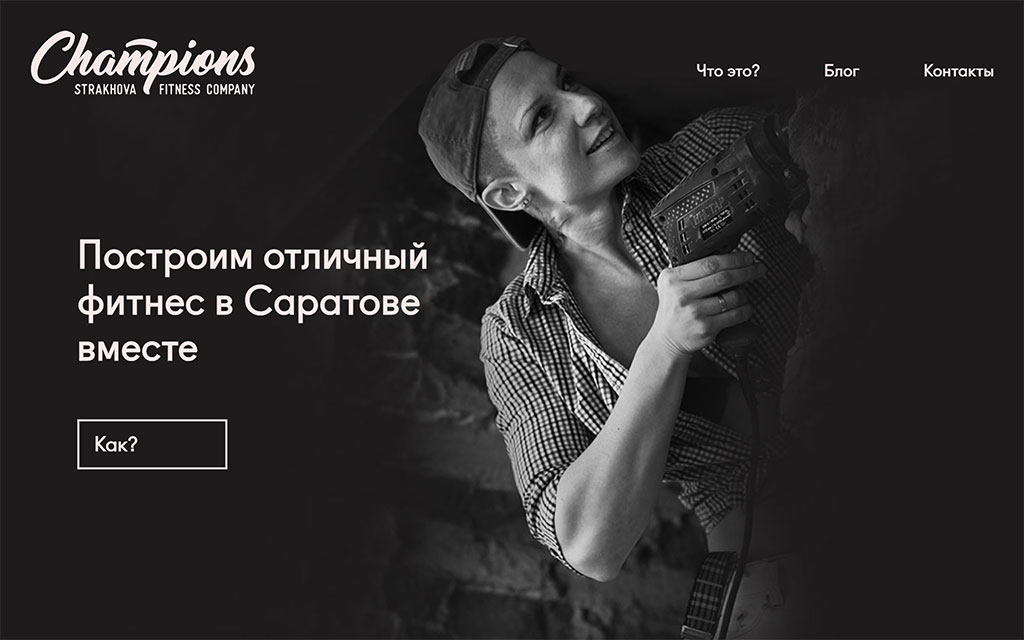 Champions
STRAKHOVA FITNESS COMPANY
Что это?
Блог
Контакты
Построим отличный
фитнес в Саратове
вместе
Как?